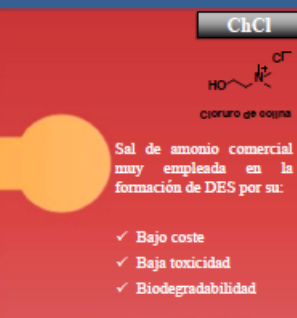 ChCl
Cl⁻
N⁺
HO
Cloruro de colina
Sal de amonio comercial
muy empleada en la
formación de DES por su:
✓ Bajo coste
✓ Baja toxicidad
✓ Biodegradabilidad